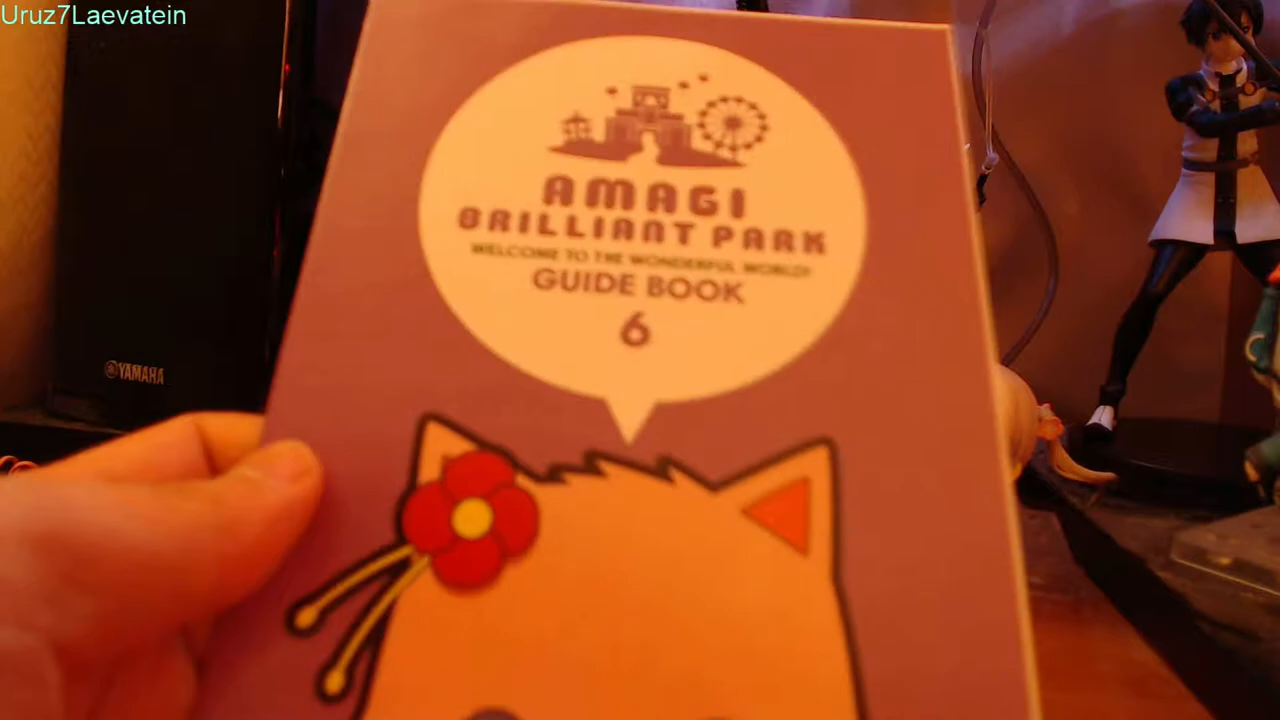 Uruz7Laevatein
AMAGI
BRILLIANT PARK
WELCOME TO THE WONDERFUL WORLD!
GUIDE BOOK
6
YAMAHA